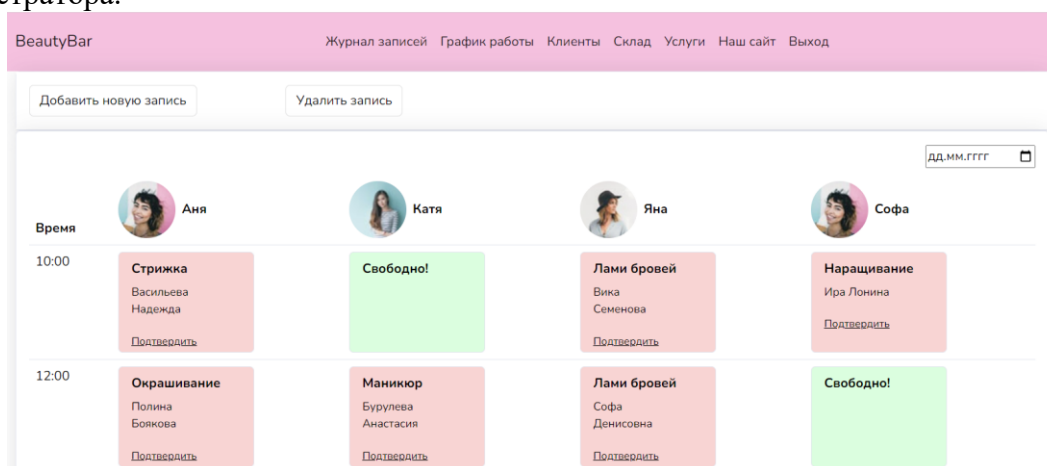 BeautyBar Журнал записей График работы Клиенты Склад Услуги Наш сайт Выход
Добавить новую запись Удалить запись
дд.мм.гггг
Время Аня Катя Яна Софа
10:00
Стрижка
Васильева
Надежда
Подтвердить
Свободно!
Лами бровей
Вика
Семенова
Подтвердить
Наращивание
Ира Лонина
Подтвердить
12:00
Окрашивание
Полина
Боякова
Подтвердить
Маникюр
Бурулева
Анастасия
Подтвердить
Лами бровей
Софа
Денисовна
Подтвердить
Свободно!